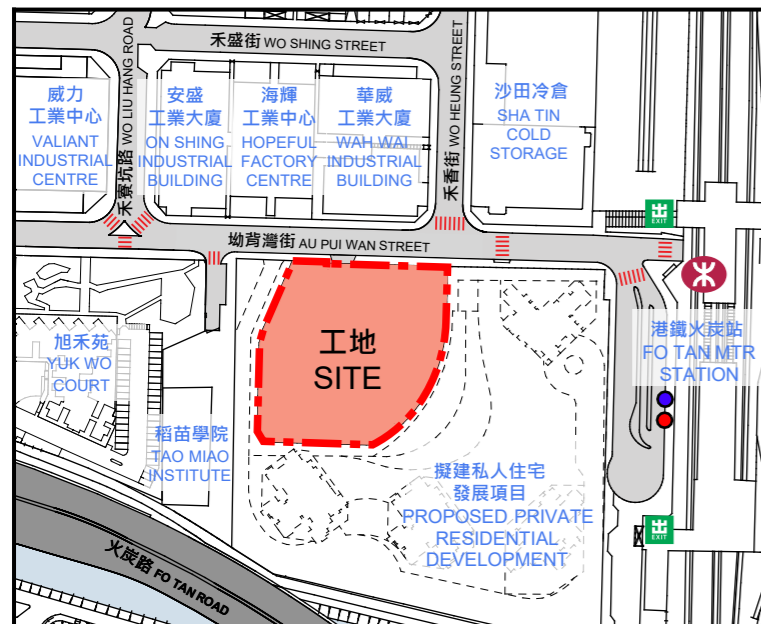 禾盛街 WO SHING STREET
禾寮坑路 WO LIU HANG ROAD
禾香街 WO HEUNG STREET
威力
工業中心
VALIANT
INDUSTRIAL
CENTRE
安盛
工業大廈
ON SHING
INDUSTRIAL
BUILDING
海輝
工業中心
HOPEFUL
FACTORY
CENTRE
華威
工業大廈
WAH WAI
INDUSTRIAL
BUILDING
沙田冷倉
SHA TIN
COLD
STORAGE
出
EXIT
坳背灣街 AU PUI WAN STREET
工地
SITE
旭禾苑
YUK WO
COURT
稻苗學院
TAO MIAO
INSTITUTE
港鐵火炭站
FO TAN MTR
STATION
擬建私人住宅
發展項目
PROPOSED PRIVATE
RESIDENTIAL
DEVELOPMENT
出
EXIT
火炭路 FO TAN ROAD